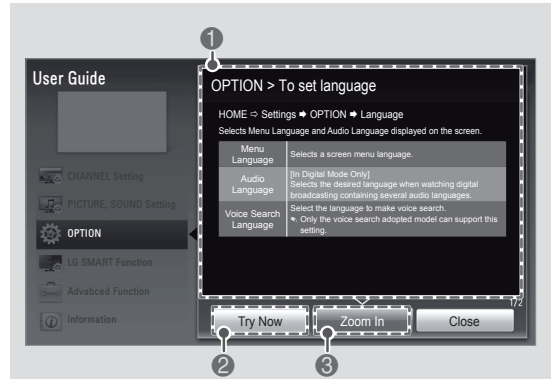 1
User Guide
OPTION > To set language
HOME ⇨ Settings ➡ OPTION ➡ Language
Selects Menu Language and Audio Language displayed on the screen.
Menu
Language
Selects a screen menu language.
Audio
Language
[In Digital Mode Only]
Selects the desired language when watching digital
broadcasting containing several audio languages.
Voice Search
Language
Select the language to make voice search.
Only the voice search adopted model can support this
setting.
CHANNEL Setting
PICTURE, SOUND Setting
OPTION
LG SMART Function
Advabced Function
Information
1/2
Try Now
Zoom In
Close
2
3